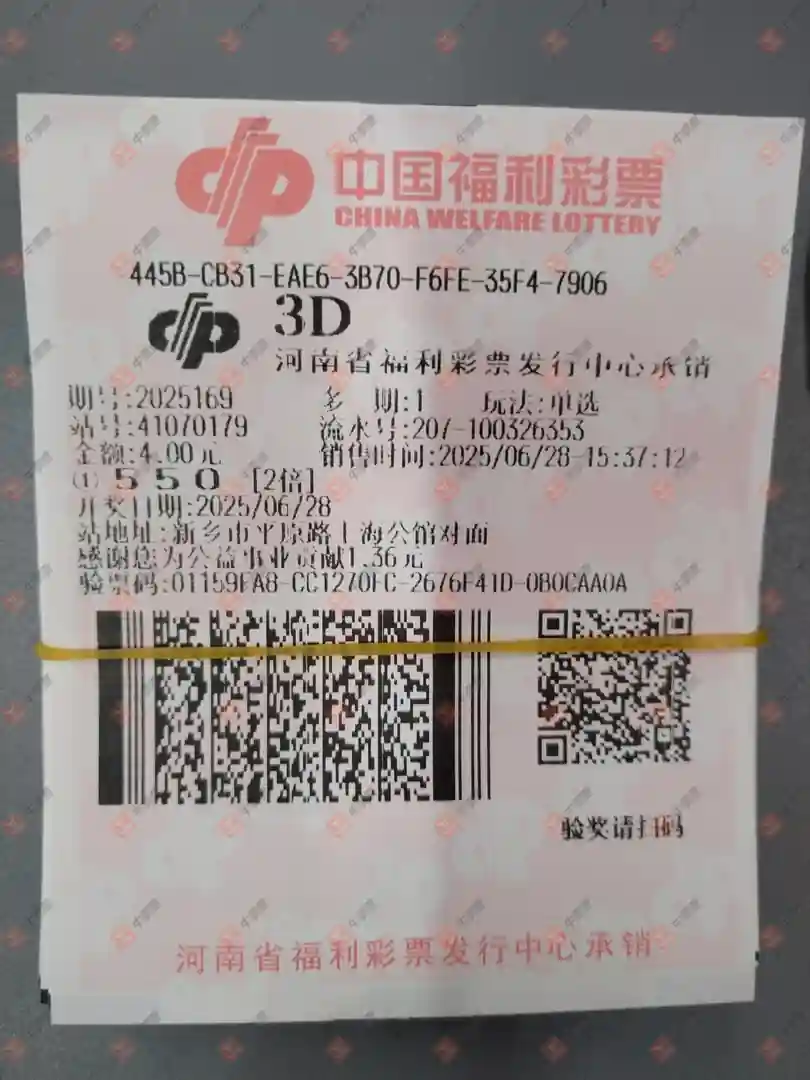 中国福利彩票
CHINA WELFARE LOTTERY
445B-CB31-EAE6-3B70-F6FE-35F4-7906
3D
河南省福利彩票发行中心承销
期号:2025169 多 期:1 玩法:单选
站号:41070179 流水号:207-100326353
金额:4.00元 销售时间:2025/06/28-15:37:12
(1) 5 5 0 [2倍]
开奖日期:2025/06/28
站地址:新乡市平原路上海公馆对面
感谢您为公益事业贡献1.36元
验票码:01159FA8-CC1270FC-2676F41D-0B0CAA0A
验奖请扫码
河南省福利彩票发行中心承销